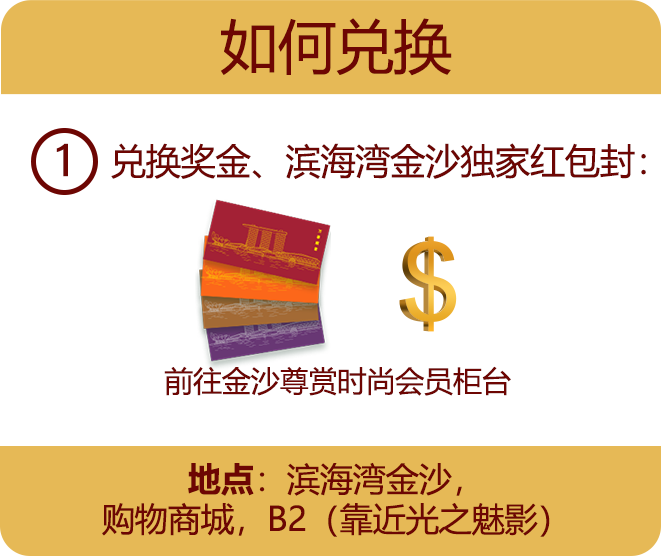 如何兑换
① 兑换奖金、滨海湾金沙独家红包封：
$
前往金沙尊赏时尚会员柜台
地点：滨海湾金沙，
购物商城，B2（靠近光之魅影）